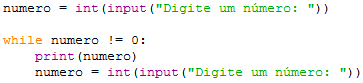 numero = int(input("Digite um número: "))
while numero != 0:
    print(numero)
    numero = int(input("Digite um número: "))